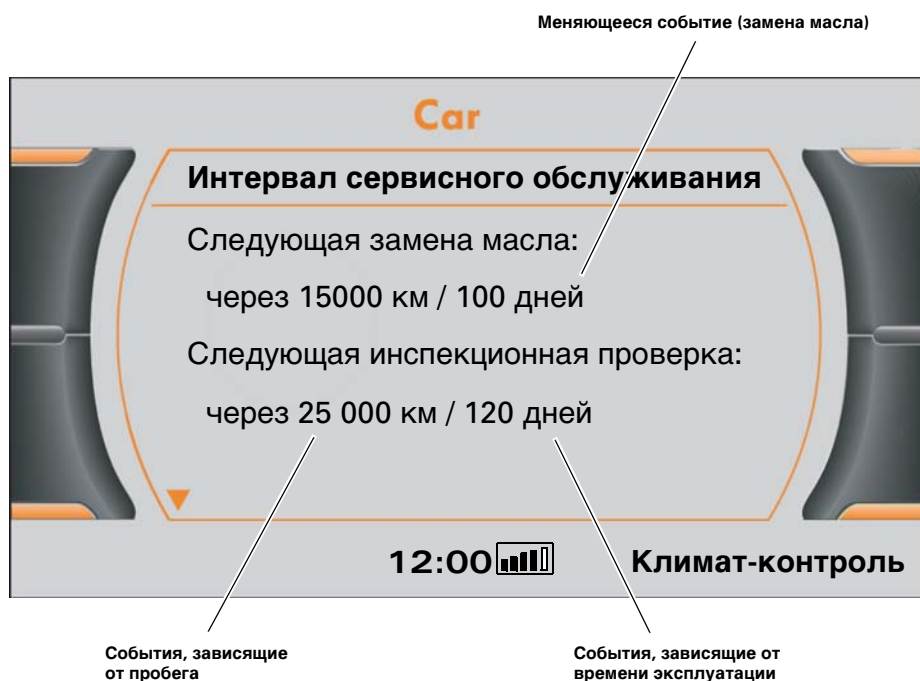 Меняющееся событие (замена масла)
Car
Интервал сервисного обслуживания
Следующая замена масла:
через 15000 км / 100 дней
Следующая инспекционная проверка:
через 25 000 км / 120 дней
12:00 Климат-контроль
События, зависящие
от пробега
События, зависящие от
времени эксплуатации